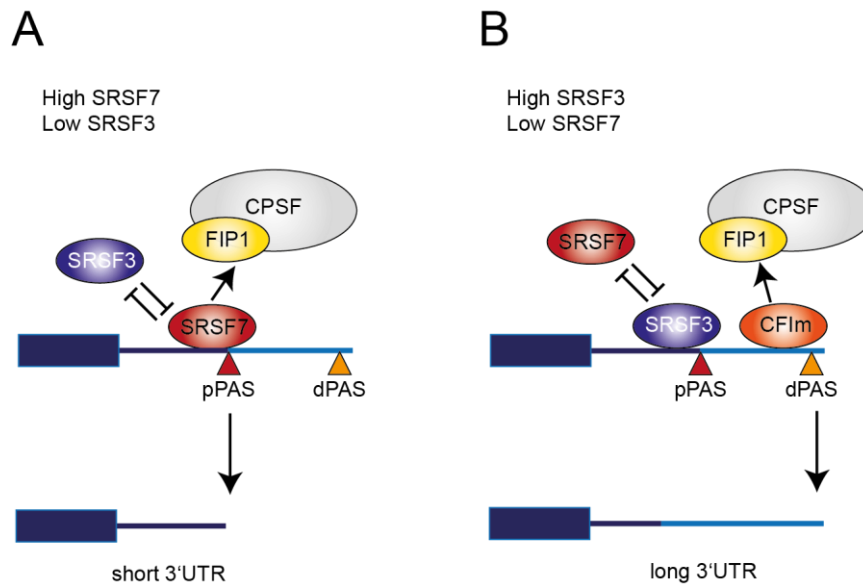 A
High SRSF7
Low SRSF3
CPSF
FIP1
SRSF3
SRSF7
pPAS
dPAS
short 3‘UTR
B
High SRSF3
Low SRSF7
CPSF
SRSF7
FIP1
SRSF3
CFIm
pPAS
dPAS
long 3‘UTR